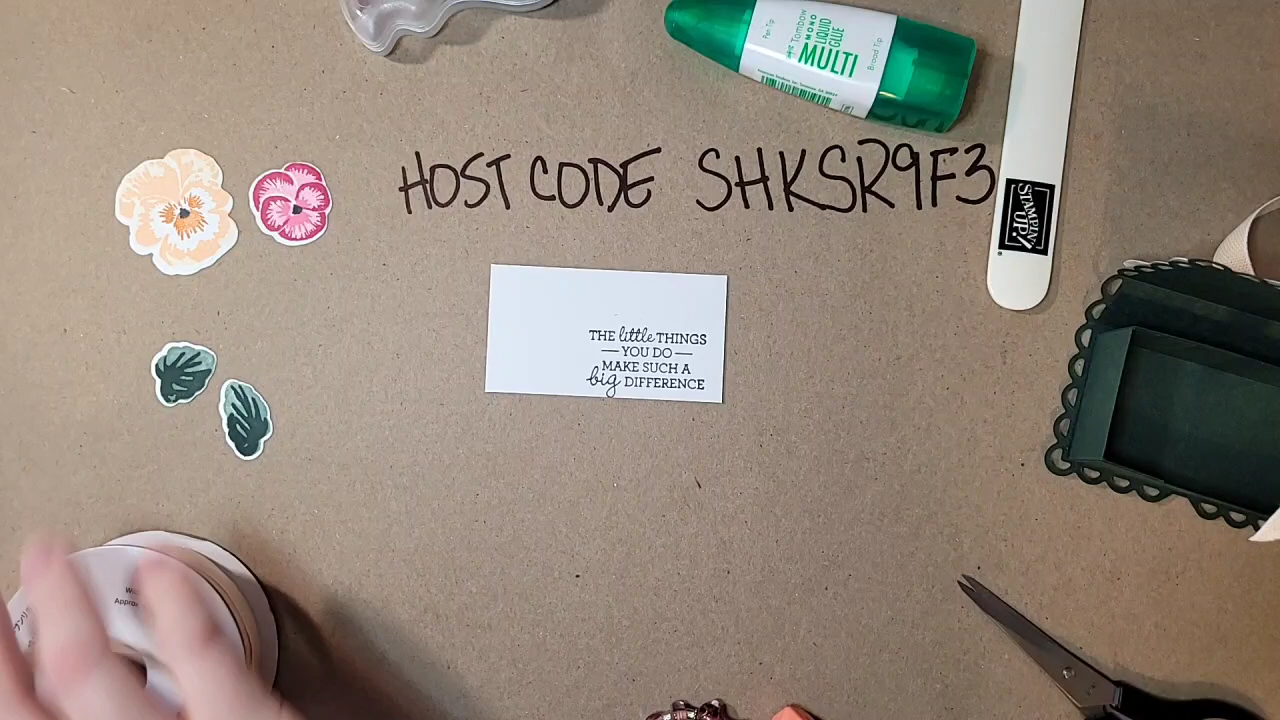 Pen Tip
Tombow
MONO
LIQUID
GLUE
MULTI
Broad Tip
HOST CODE SHKSR9F3
STAMPIN'
UP!
THE little THINGS
— YOU DO —
MAKE SUCH A
big DIFFERENCE